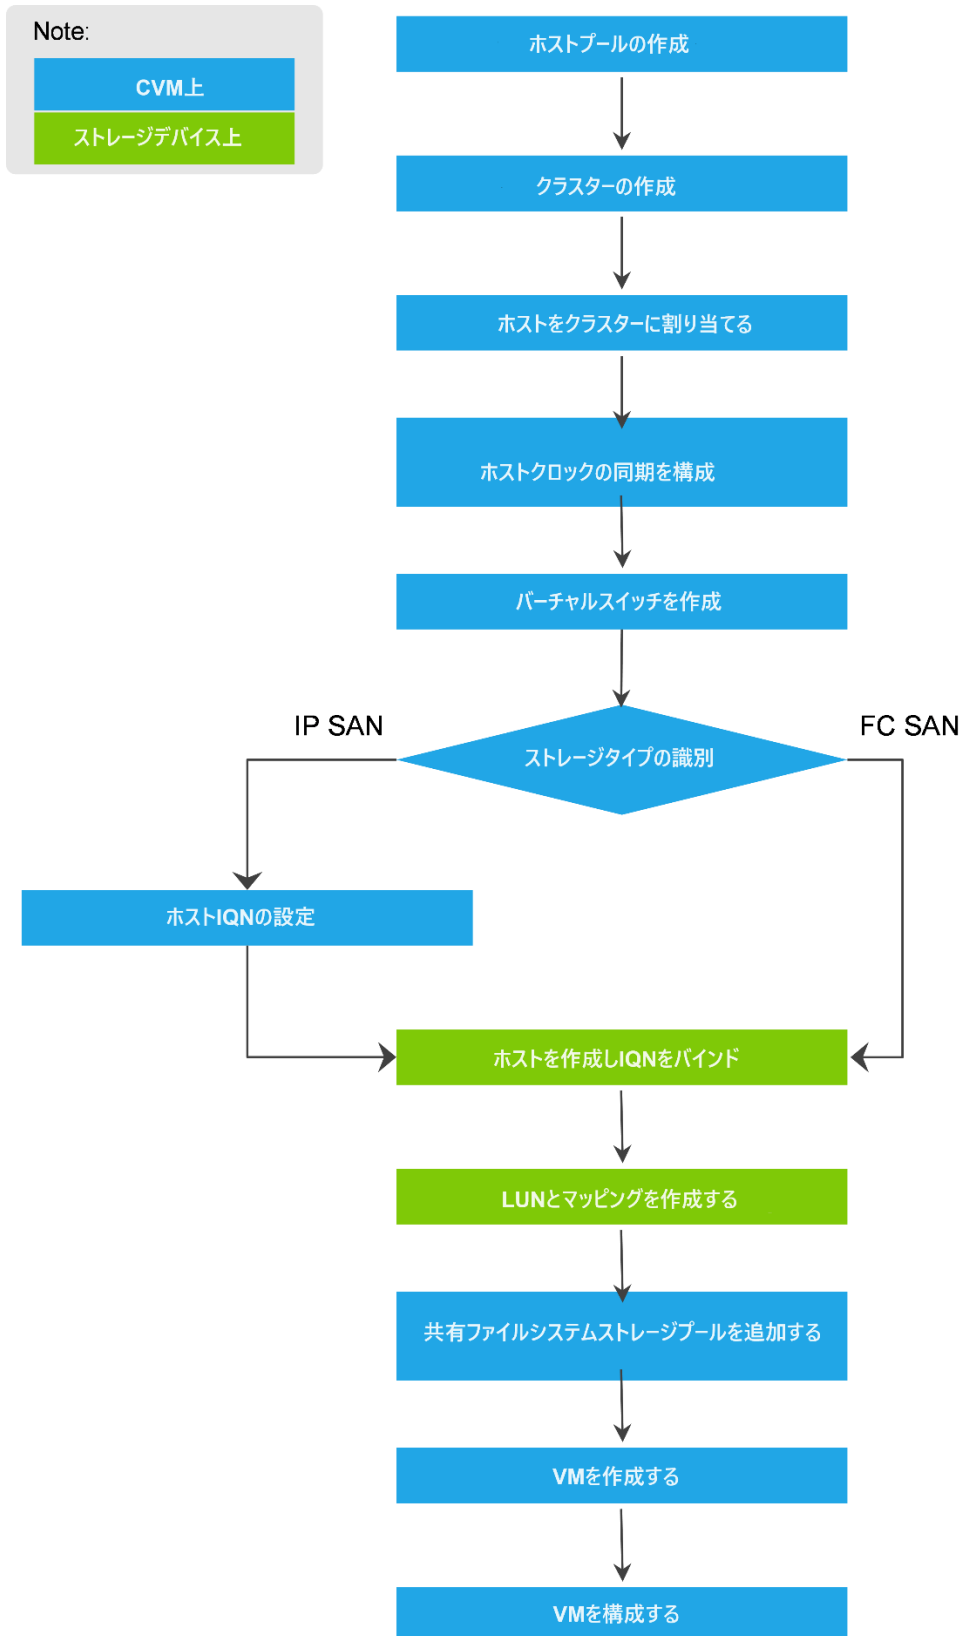 Note:
CVM上
ストレージデバイス上
ホストプールの作成
クラスターの作成
ホストをクラスターに割り当てる
ホストクロックの同期を構成
バーチャルスイッチを作成
IP SAN
FC SAN
ストレージタイプの識別
ホストIQNの設定
ホストを作成しIQNをバインド
LUNとマッピングを作成する
共有ファイルシステムストレージプールを追加する
VMを作成する
VMを構成する